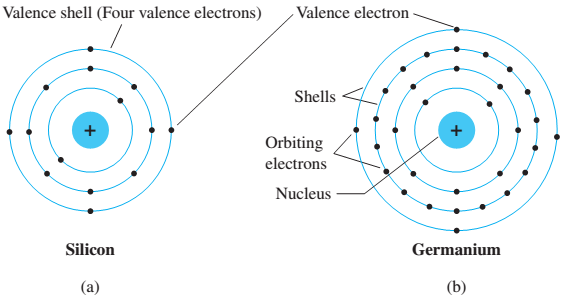 Valence shell (Four valence electrons)
Valence electron
Shells
Orbiting
electrons
Nucleus
+
+
Silicon
Germanium
(a)
(b)